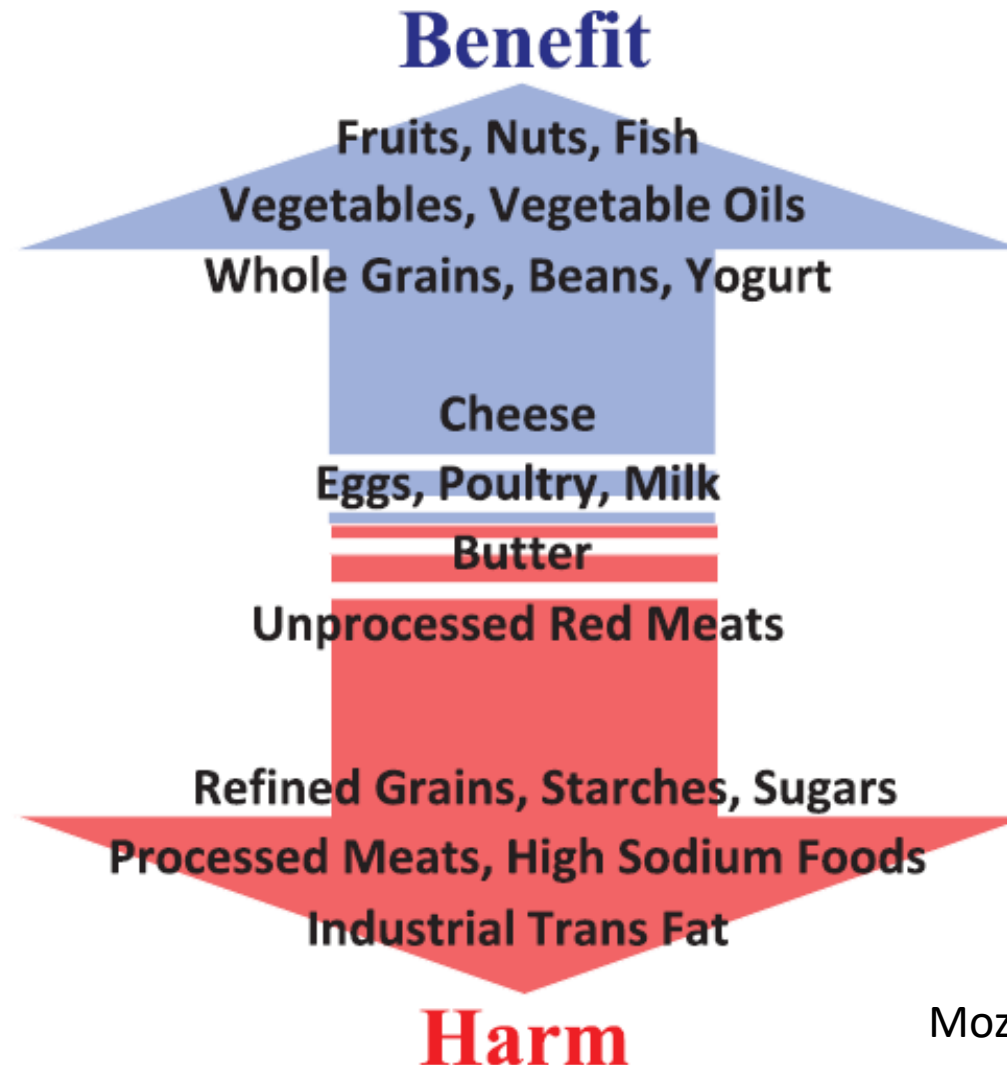 Benefit
Fruits, Nuts, Fish
Vegetables, Vegetable Oils
Whole Grains, Beans, Yogurt
Cheese
Eggs, Poultry, Milk
Butter
Unprocessed Red Meats
Refined Grains, Starches, Sugars
Processed Meats, High Sodium Foods
Industrial Trans Fat
Harm